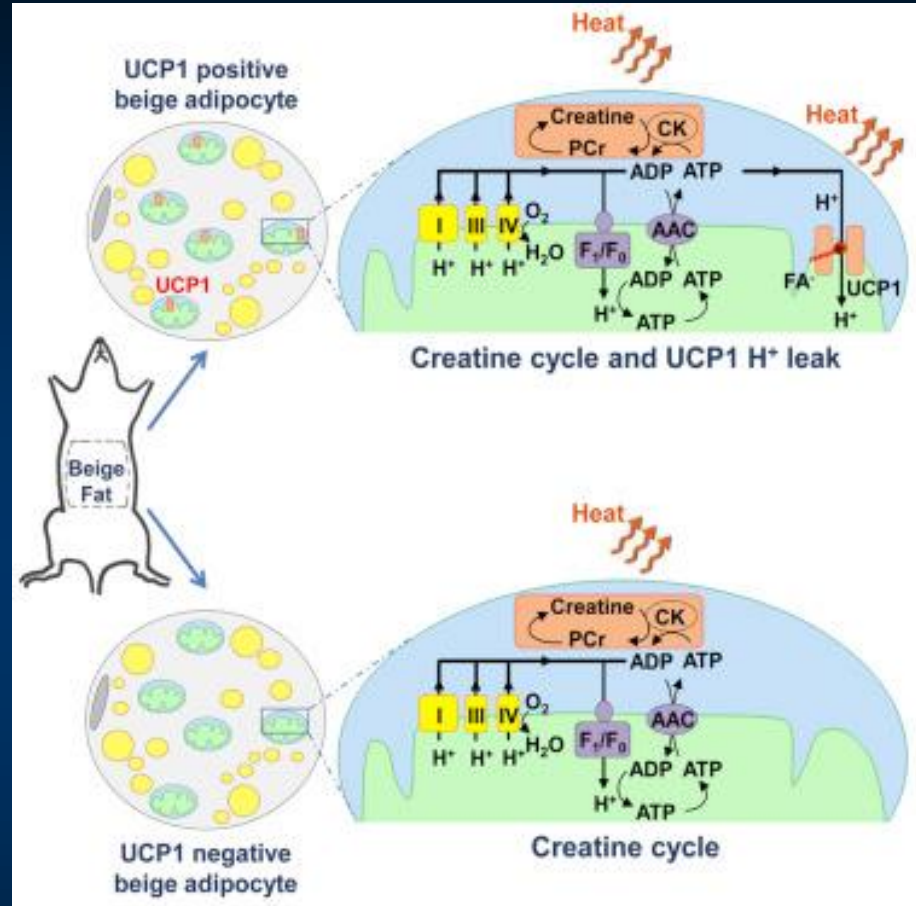 UCP1 positive
beige adipocyte
UCP1
Heat
Heat
Creatine
CK
PCr
ADP ATP
I III IV O₂
H₂O
H⁺ H⁺ H⁺
F₁/F₀
AAC
ADP ATP
H⁺
ATP
H⁺
FA⁻
UCP1
H⁺
Creatine cycle and UCP1 H⁺ leak
Beige
Fat
Heat
Creatine
CK
PCr
ADP ATP
I III IV O₂
H₂O
H⁺ H⁺ H⁺
F₁/F₀
AAC
ADP ATP
H⁺
ATP
Creatine cycle
UCP1 negative
beige adipocyte